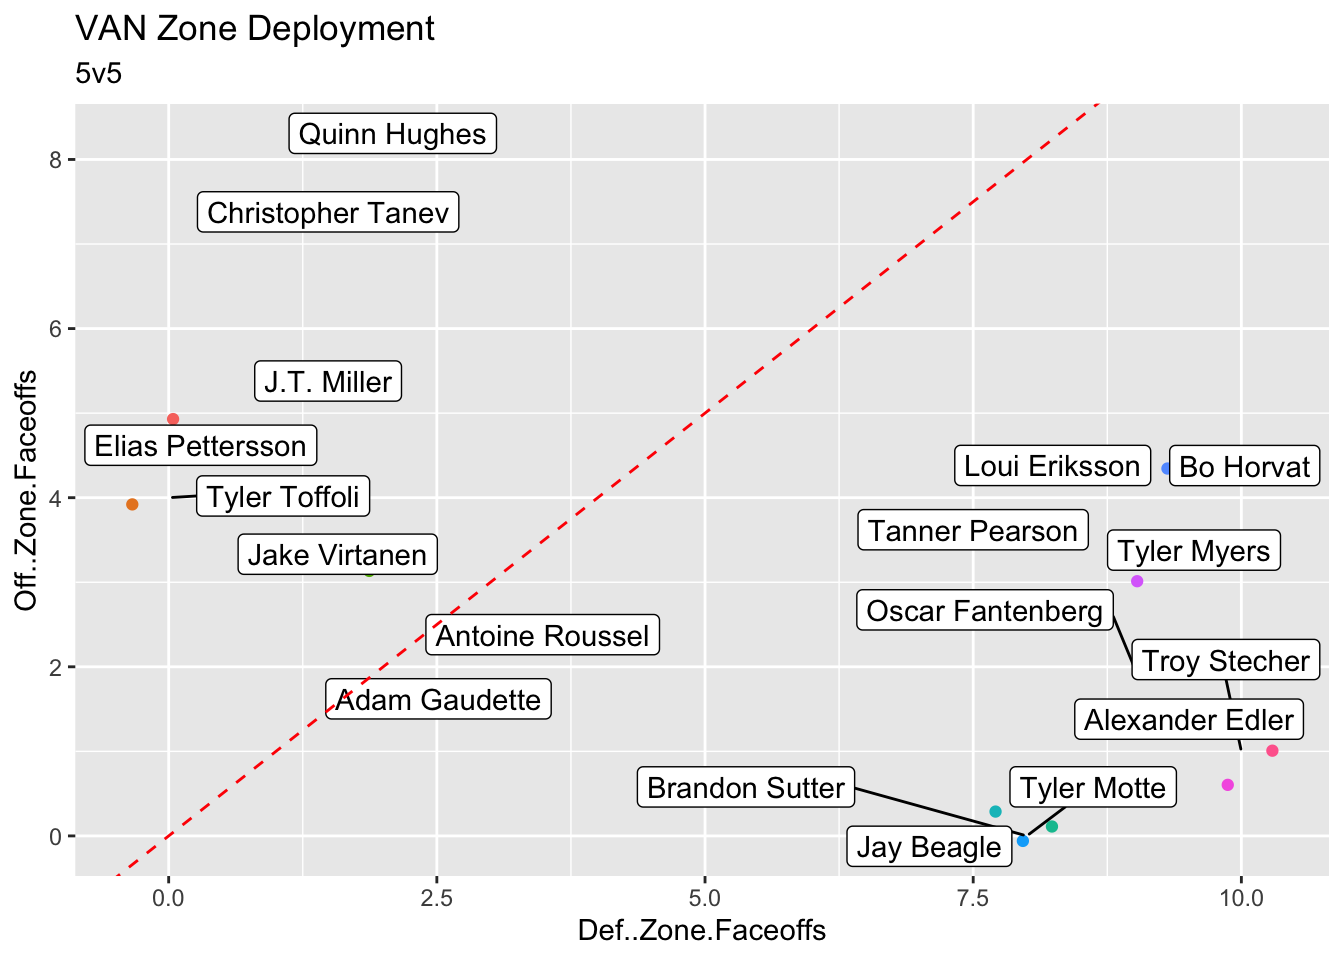 VAN Zone Deployment
5v5
Quinn Hughes
Christopher Tanev
J.T. Miller
Elias Pettersson
Tyler Toffoli
Jake Virtanen
Antoine Roussel
Adam Gaudette
Loui Eriksson
Bo Horvat
Tanner Pearson
Tyler Myers
Oscar Fantenberg
Troy Stecher
Alexander Edler
Brandon Sutter
Tyler Motte
Jay Beagle
Off..Zone.Faceoffs
8
6
4
2
0
0.0
2.5
5.0
7.5
10.0
Def..Zone.Faceoffs